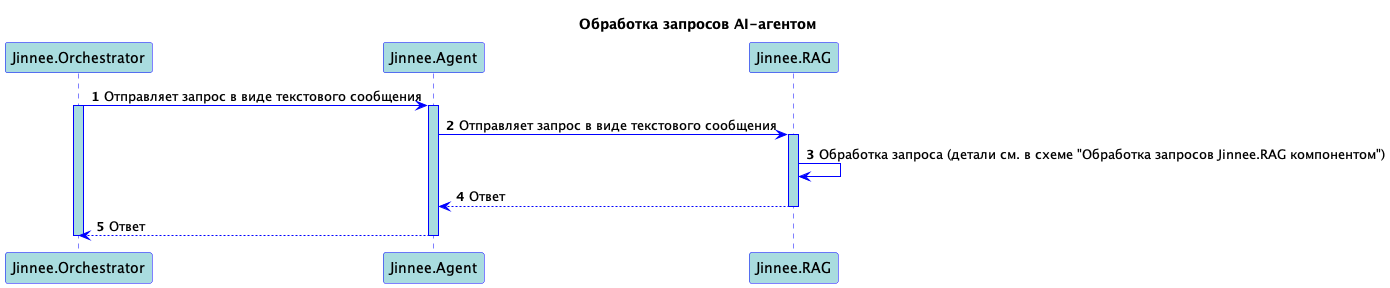 Обработка запросов AI-агентом
Jinnee.Orchestrator Jinnee.Agent Jinnee.RAG
1 Отправляет запрос в виде текстового сообщения
2 Отправляет запрос в виде текстового сообщения
3 Обработка запроса (детали см. в схеме "Обработка запросов Jinnee.RAG компонентом")
4 Ответ
5 Ответ
Jinnee.Orchestrator Jinnee.Agent Jinnee.RAG